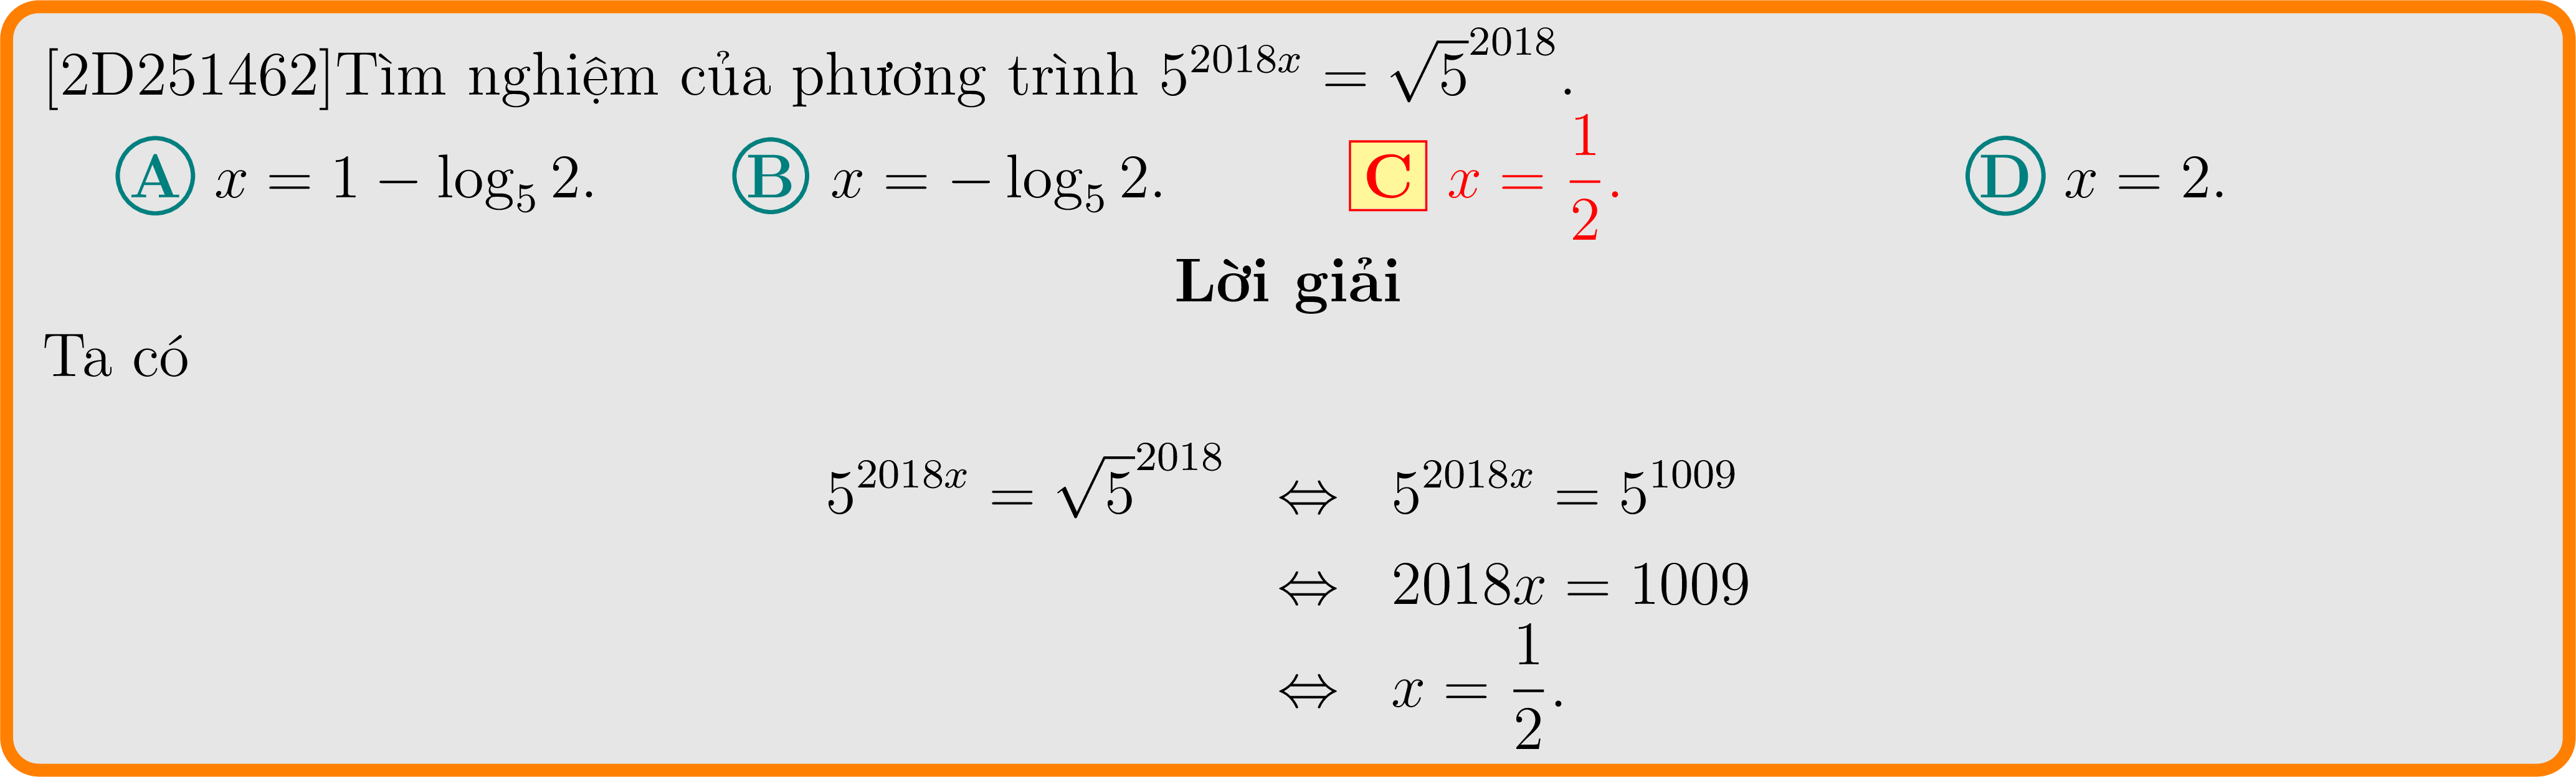 [2D251462]Tìm nghiệm của phương trình $5^{2018x} = \sqrt{5}^{2018}$.
A $x = 1 - \log_5 2$. B $x = -\log_5 2$. C $x = \dfrac{1}{2}$. D $x = 2$.
Lời giải
Ta có
$5^{2018x} = \sqrt{5}^{2018} \Leftrightarrow 5^{2018x} = 5^{1009}$
$\Leftrightarrow 2018x = 1009$
$\Leftrightarrow x = \dfrac{1}{2}$.